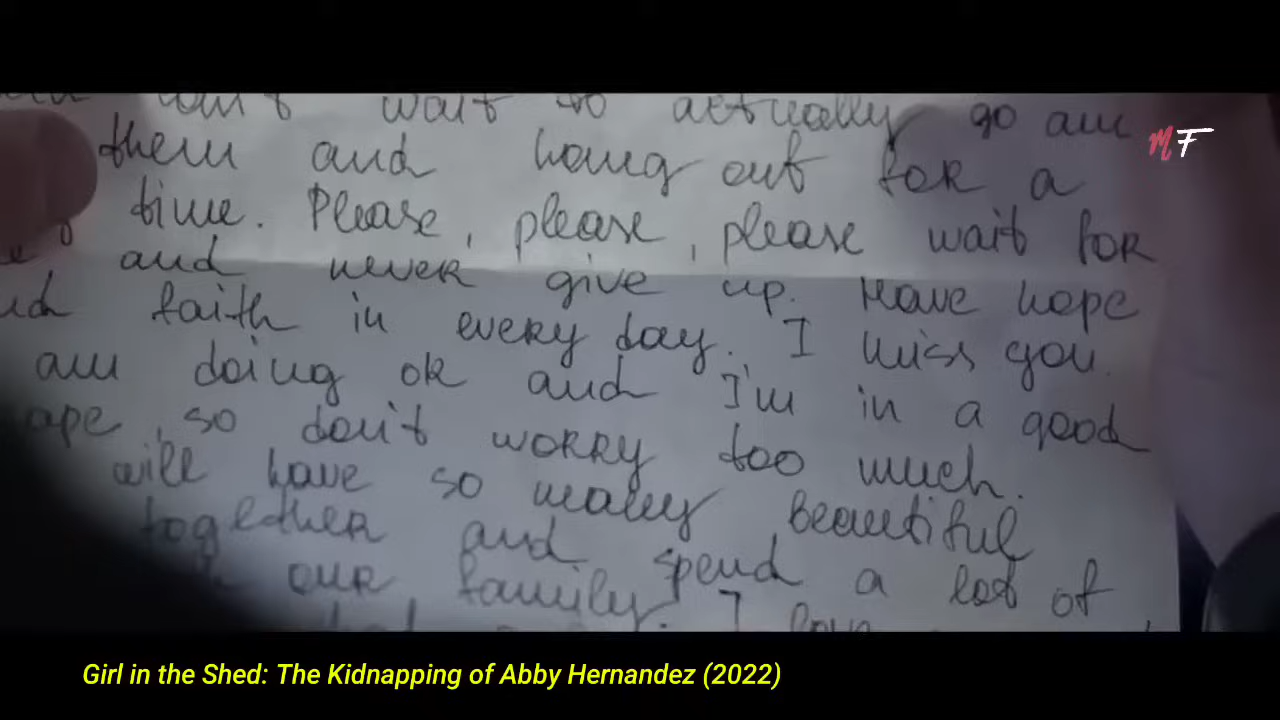 wait to actually go
MF
them and hang out for a
time. Please, please, please wait for
and never give up. Have hope
faith in every day. I miss you.
am doing ok and I'm in a good
so don't worry too much.
will have so many beautiful
together and spend a lot of
our family. I love
Girl in the Shed: The Kidnapping of Abby Hernandez (2022)